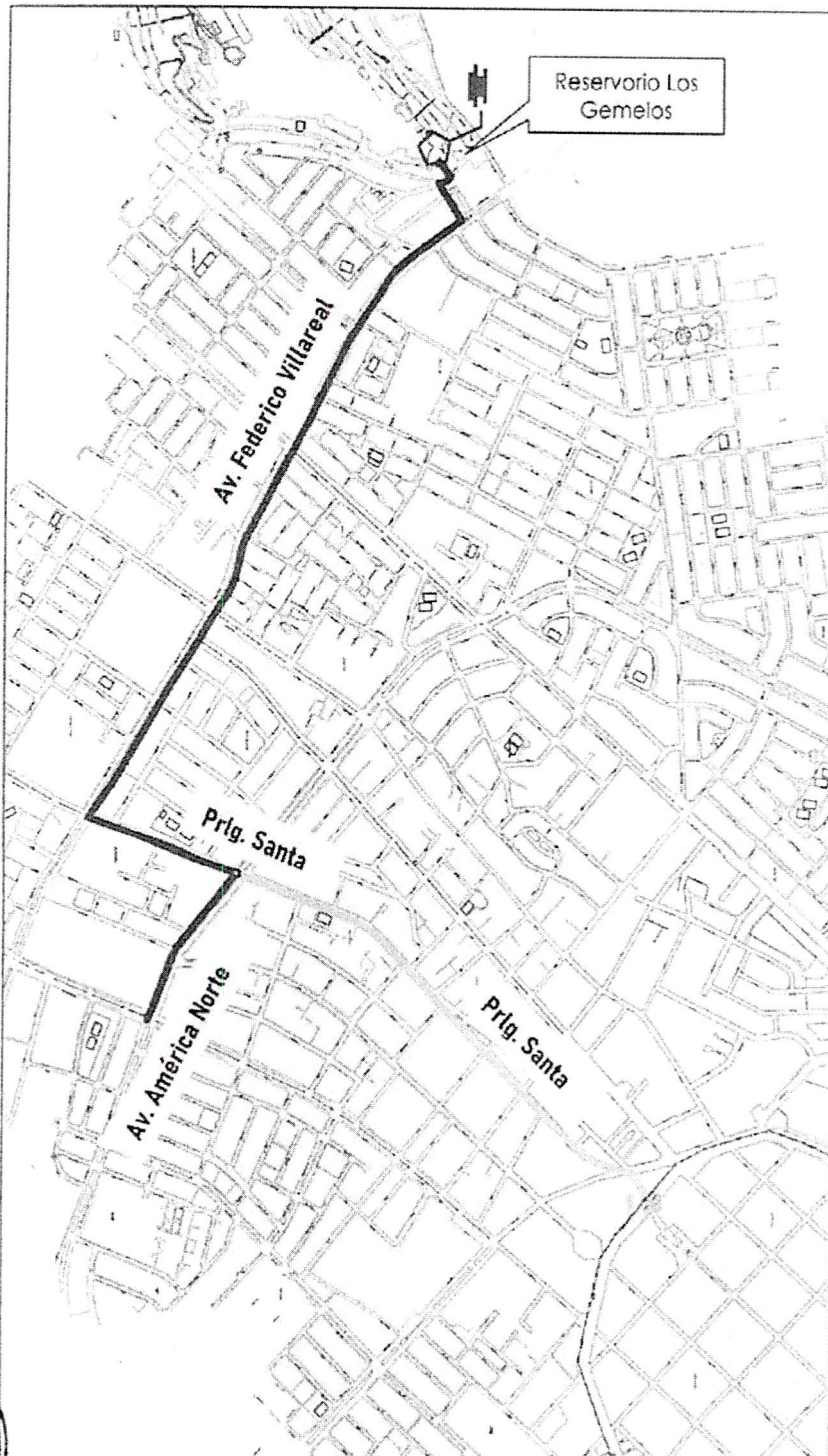 Reservorio Los
Gemelos
Av. Federico Villareal
Prlg. Santa
Prlg. Santa
Av. América Norte